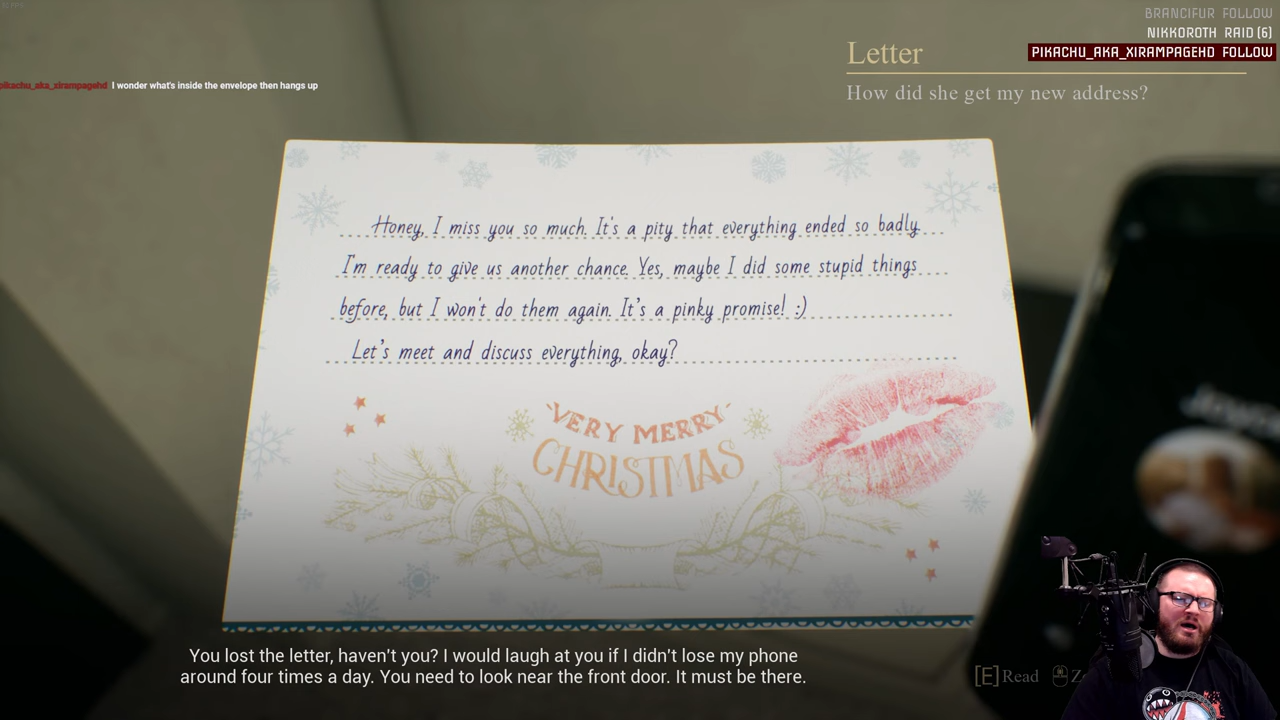 BRANCIFUR FOLLOW
NIKKOROTH RAID (6)
PIKACHU_AKA_XIRAMPAGEHD FOLLOW
Letter
How did she get my new address?
pikachu_aka_xirampagehd I wonder what's inside the envelope then hangs up
Honey, I miss you so much. It's a pity that everything ended so badly.
I'm ready to give us another chance. Yes, maybe I did some stupid things
before, but I won't do them again. It's a pinky promise! :)
Let's meet and discuss everything, okay?
VERY MERRY
CHRISTMAS
You lost the letter, haven't you? I would laugh at you if I didn't lose my phone
around four times a day. You need to look near the front door. It must be there.
[E] Read